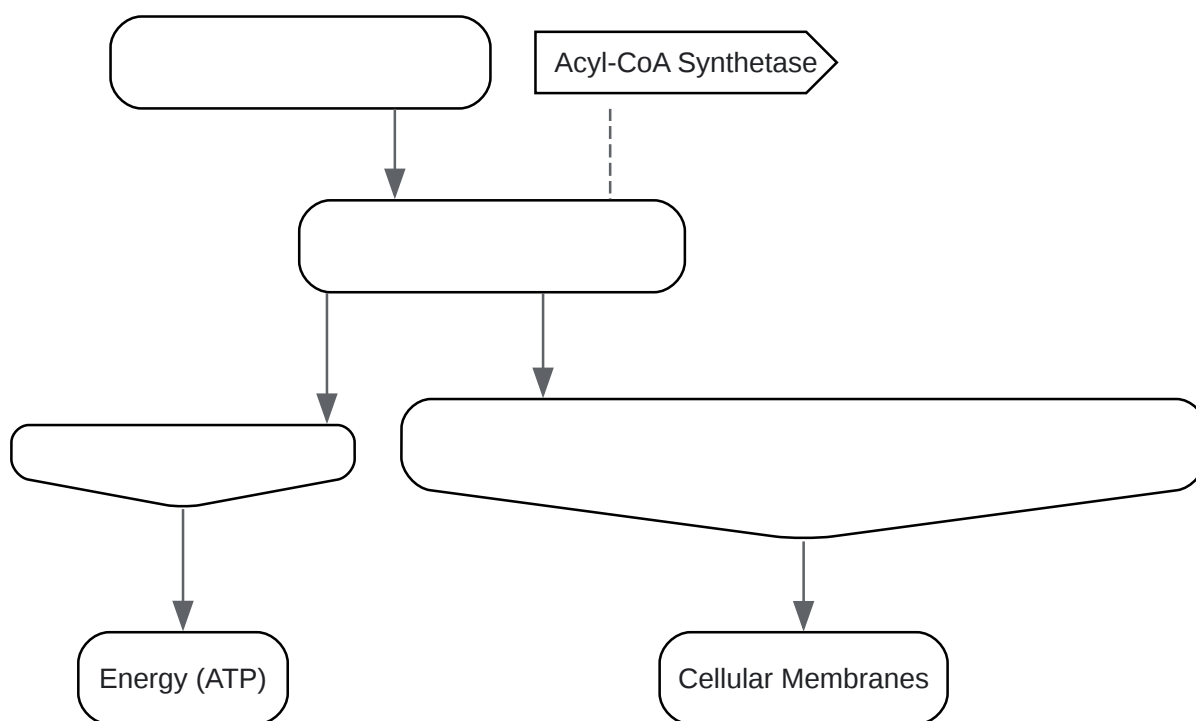 Acyl-CoA Synthetase
Energy (ATP)
Cellular Membranes